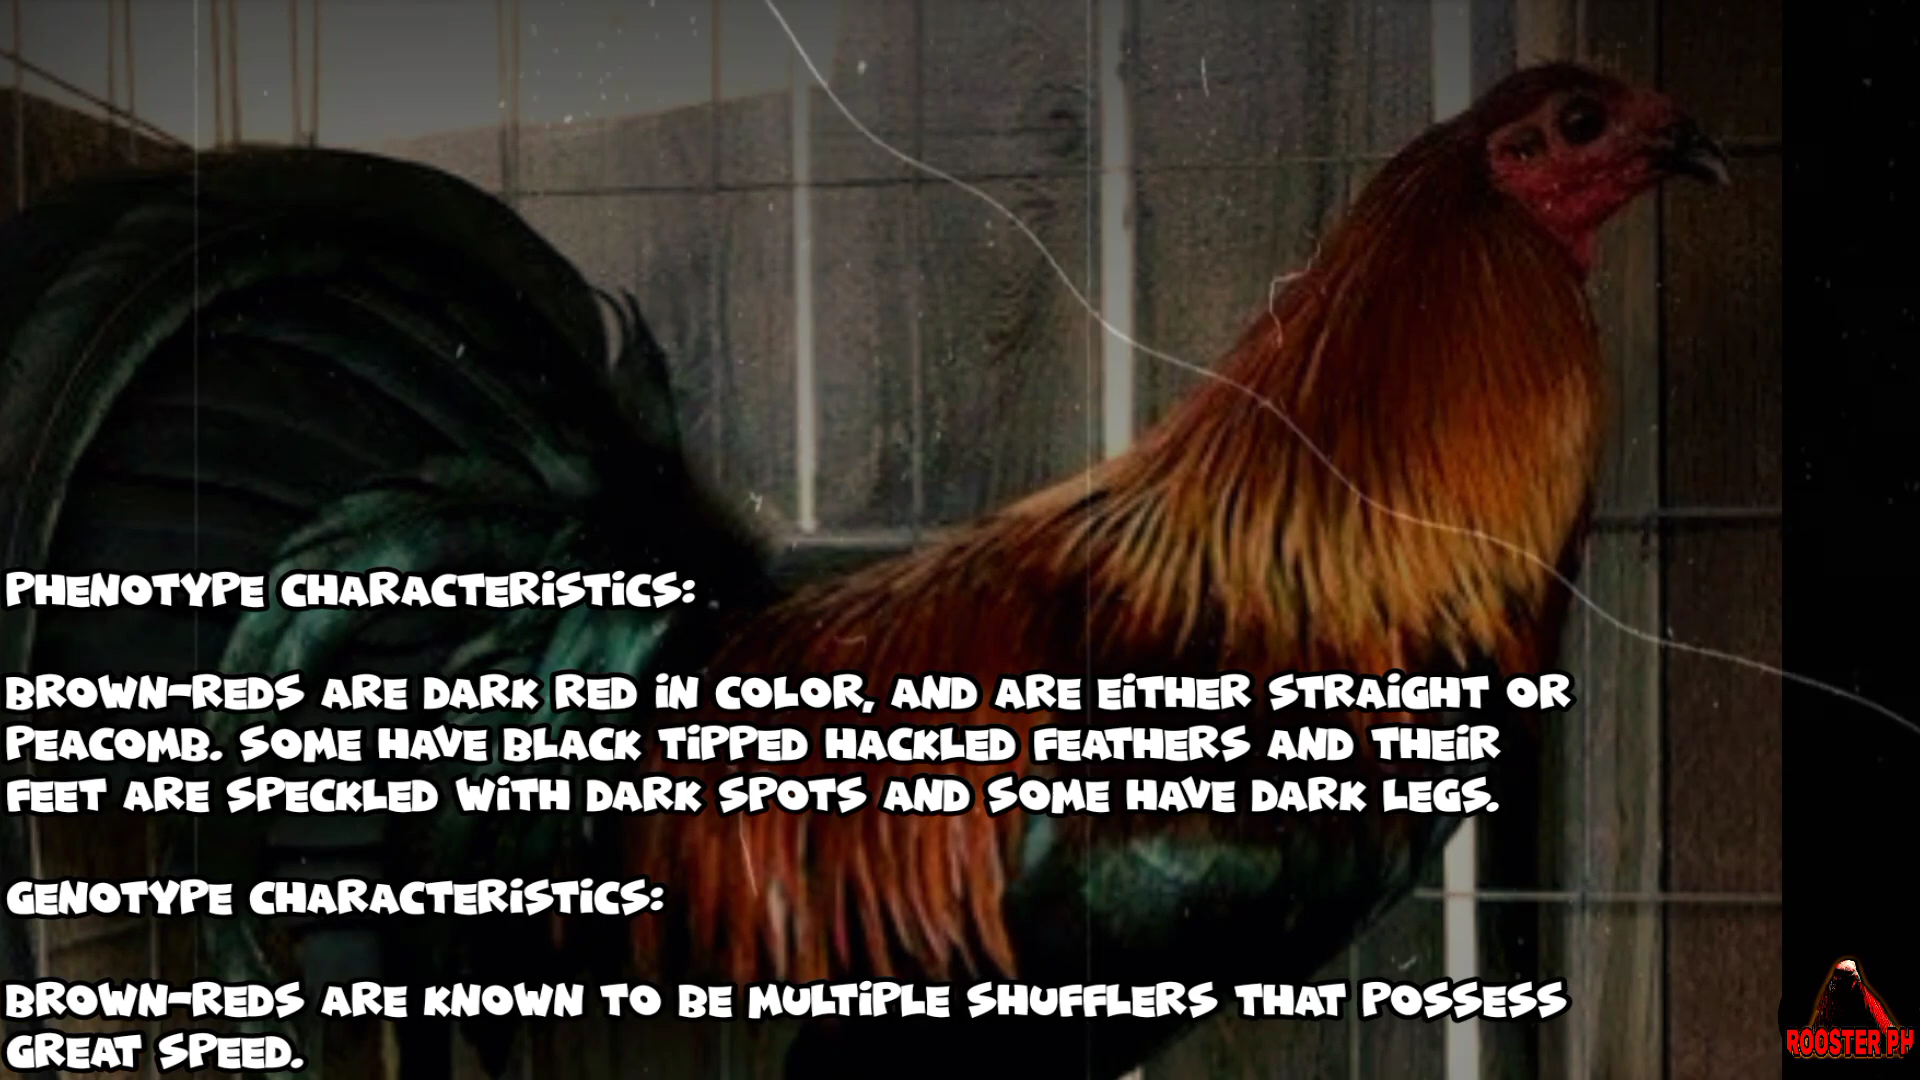 PHENOTYPE CHARACTERISTICS:
BROWN-REDS ARE DARK RED IN COLOR, AND ARE EITHER STRAIGHT OR
PEACOMB. SOME HAVE BLACK TIPPED HACKLED FEATHERS AND THEIR
FEET ARE SPECKLED WITH DARK SPOTS AND SOME HAVE DARK LEGS.
GENOTYPE CHARACTERISTICS:
BROWN-REDS ARE KNOWN TO BE MULTIPLE SHUFFLERS THAT POSSESS
GREAT SPEED.
ROOSTER PH